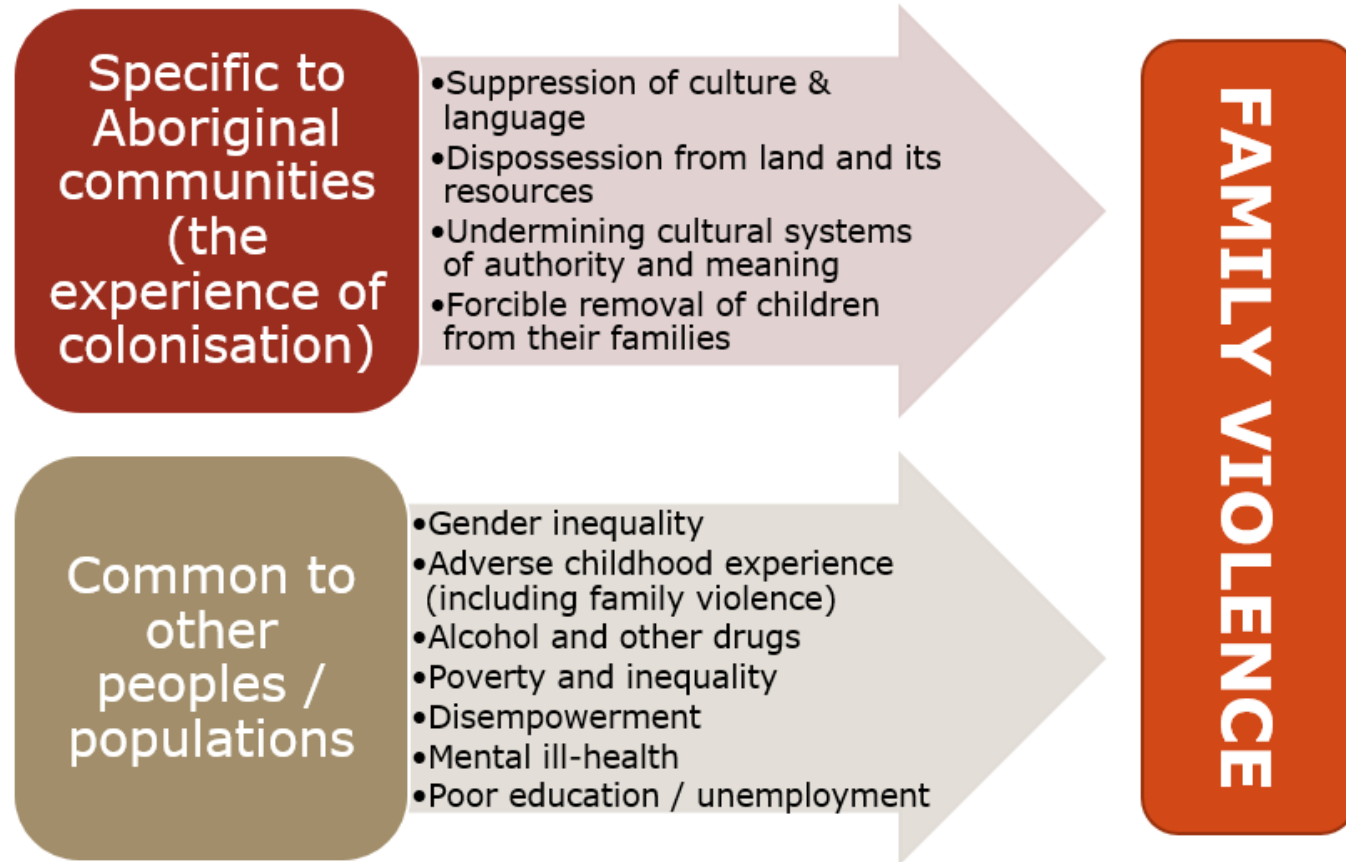 Specific to
Aboriginal
communities
(the
experience of
colonisation)
•Suppression of culture &
language
•Dispossession from land and its
resources
•Undermining cultural systems
of authority and meaning
•Forcible removal of children
from their families
Common to
other
peoples /
populations
•Gender inequality
•Adverse childhood experience
(including family violence)
•Alcohol and other drugs
•Poverty and inequality
•Disempowerment
•Mental ill-health
•Poor education / unemployment
FAMILY VIOLENCE